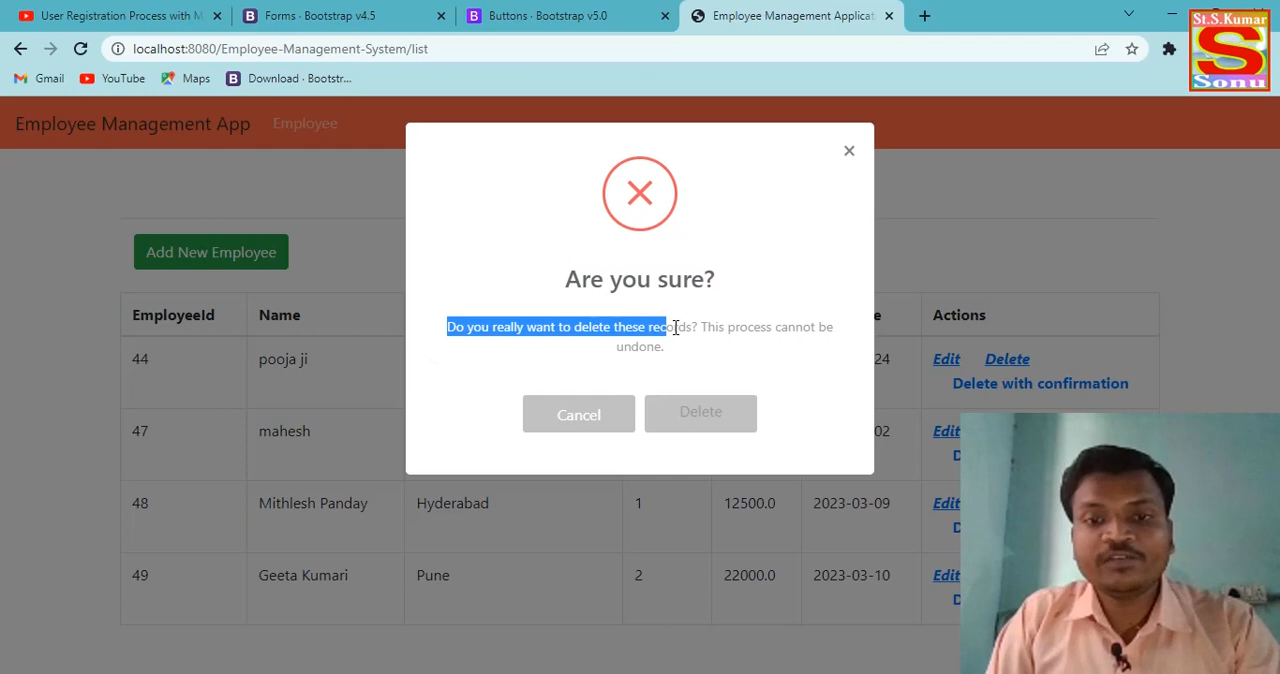 User Registration Process with M
Forms · Bootstrap v4.5
Buttons · Bootstrap v5.0
Employee Management Applicat
localhost:8080/Employee-Management-System/list
Gmail
YouTube
Maps
Download · Bootstr...
St.S.Kumar
S
Sonu
Employee Management App
Employee
Are you sure?
Do you really want to delete these records? This process cannot be
undone.
Cancel
Delete
Add New Employee
EmployeeId Name Actions
44 pooja ji 24 Edit Delete
Delete with confirmation
47 mahesh 02 Edit
48 Mithlesh Panday Hyderabad 1 12500.0 2023-03-09 Edit
49 Geeta Kumari Pune 2 22000.0 2023-03-10 Edit